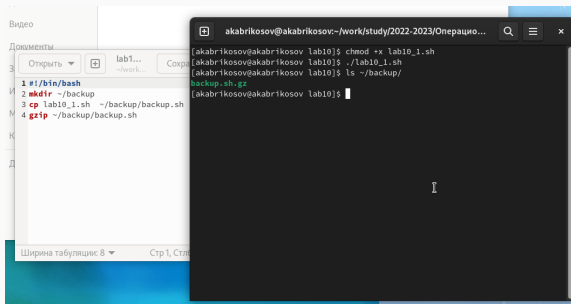 Видео
Документы
З
И
М
К
Д
Открыть
lab1...
~/work...
Сохра
1 #!/bin/bash
2 mkdir ~/backup
3 cp lab10_1.sh  ~/backup/backup.sh
4 gzip ~/backup/backup.sh
Ширина табуляции: 8
Стр 1, Стлб
akabrikosov@akabrikosov:~/work/study/2022-2023/Операцио...
[akabrikosov@akabrikosov lab10]$ chmod +x lab10_1.sh
[akabrikosov@akabrikosov lab10]$ ./lab10_1.sh
[akabrikosov@akabrikosov lab10]$ ls ~/backup/
backup.sh.gz
[akabrikosov@akabrikosov lab10]$